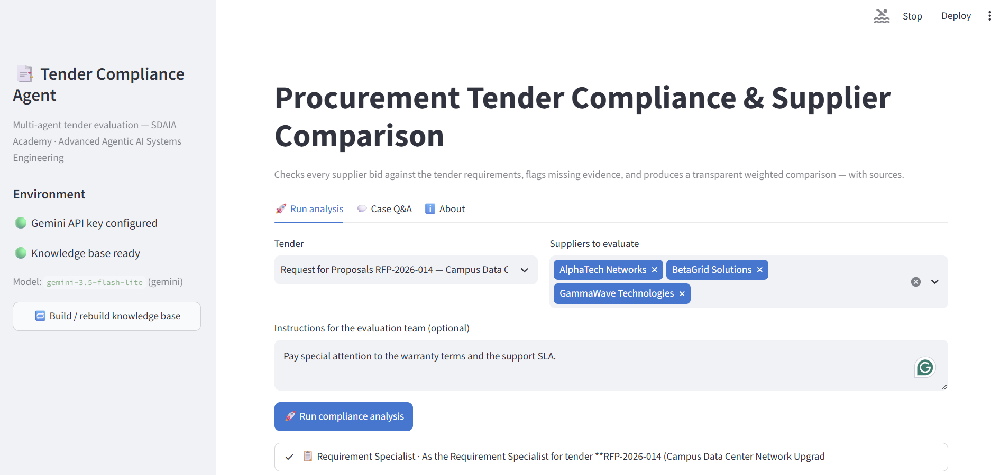 Stop
Deploy
Tender Compliance
Agent
Multi-agent tender evaluation — SDAIA
Academy · Advanced Agentic AI Systems
Engineering
Environment
Gemini API key configured
Knowledge base ready
Model: gemini-3.5-flash-lite (gemini)
Build / rebuild knowledge base
Procurement Tender Compliance & Supplier
Comparison
Checks every supplier bid against the tender requirements, flags missing evidence, and produces a transparent weighted comparison — with sources.
Run analysis
Case Q&A
About
Tender
Request for Proposals RFP-2026-014 — Campus Data C
Suppliers to evaluate
AlphaTech Networks
BetaGrid Solutions
GammaWave Technologies
Instructions for the evaluation team (optional)
Pay special attention to the warranty terms and the support SLA.
Run compliance analysis
Requirement Specialist · As the Requirement Specialist for tender **RFP-2026-014 (Campus Data Center Network Upgrad